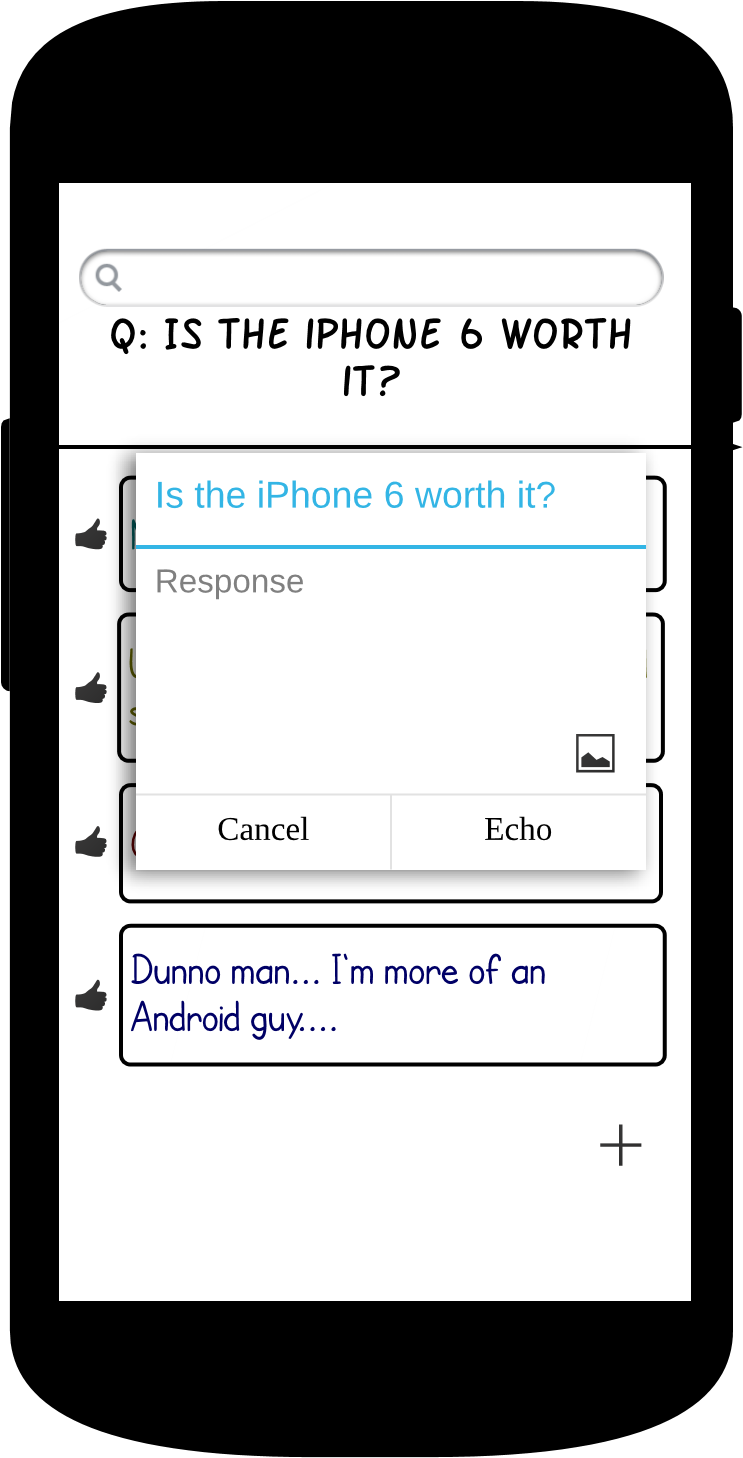 Q: IS THE IPHONE 6 WORTH
IT?
Is the iPhone 6 worth it?
Response
Cancel
Echo
Dunno man... I'm more of an
Android guy....